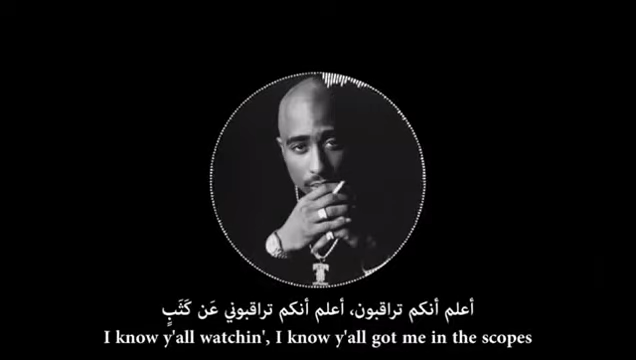 أعلم أنكم تراقبون، أعلم أنكم تراقبوني عَن كَثَبٍ
I know y'all watchin', I know y'all got me in the scopes